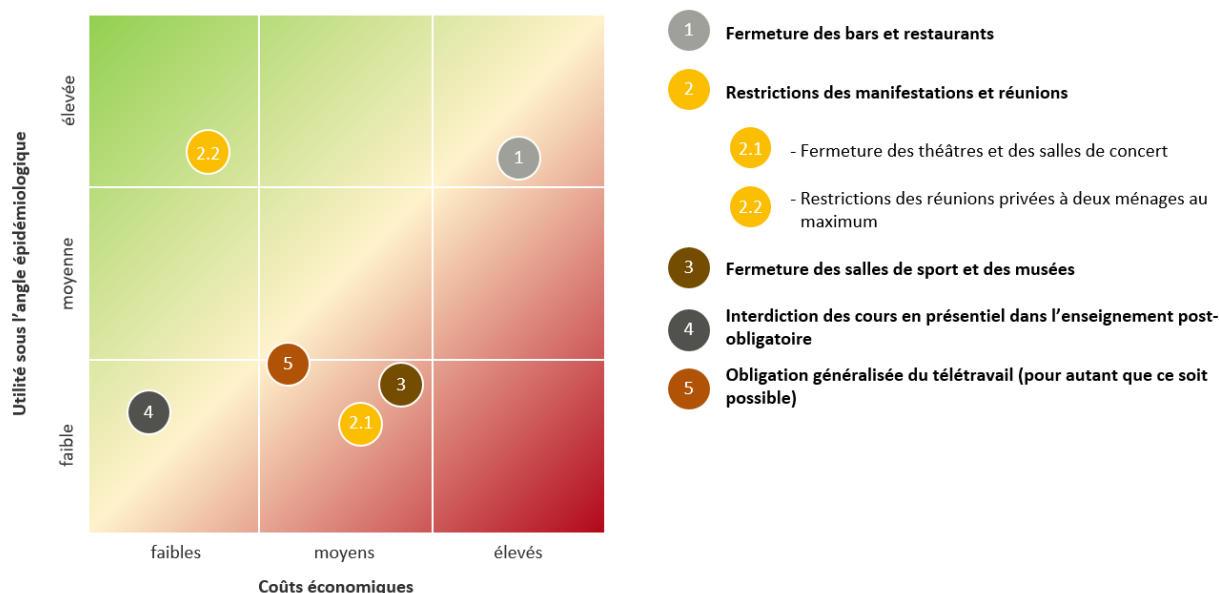 Utilité sous l'angle épidémiologique
élevée
moyenne
faible
2.2
1
5
3
4
2.1
faibles
moyens
élevés
Coûts économiques
1
Fermeture des bars et restaurants
2
Restrictions des manifestations et réunions
2.1
- Fermeture des théâtres et des salles de concert
2.2
- Restrictions des réunions privées à deux ménages au
maximum
3
Fermeture des salles de sport et des musées
4
Interdiction des cours en présentiel dans l’enseignement post-
obligatoire
5
Obligation généralisée du télétravail (pour autant que ce soit
possible)